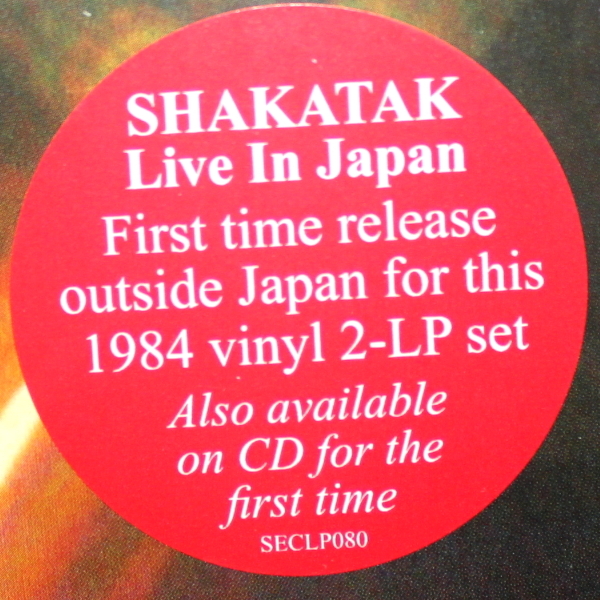 SHAKATAK
Live In Japan
First time release
outside Japan for this
1984 vinyl 2-LP set
Also available
on CD for the
first time
SECLP080